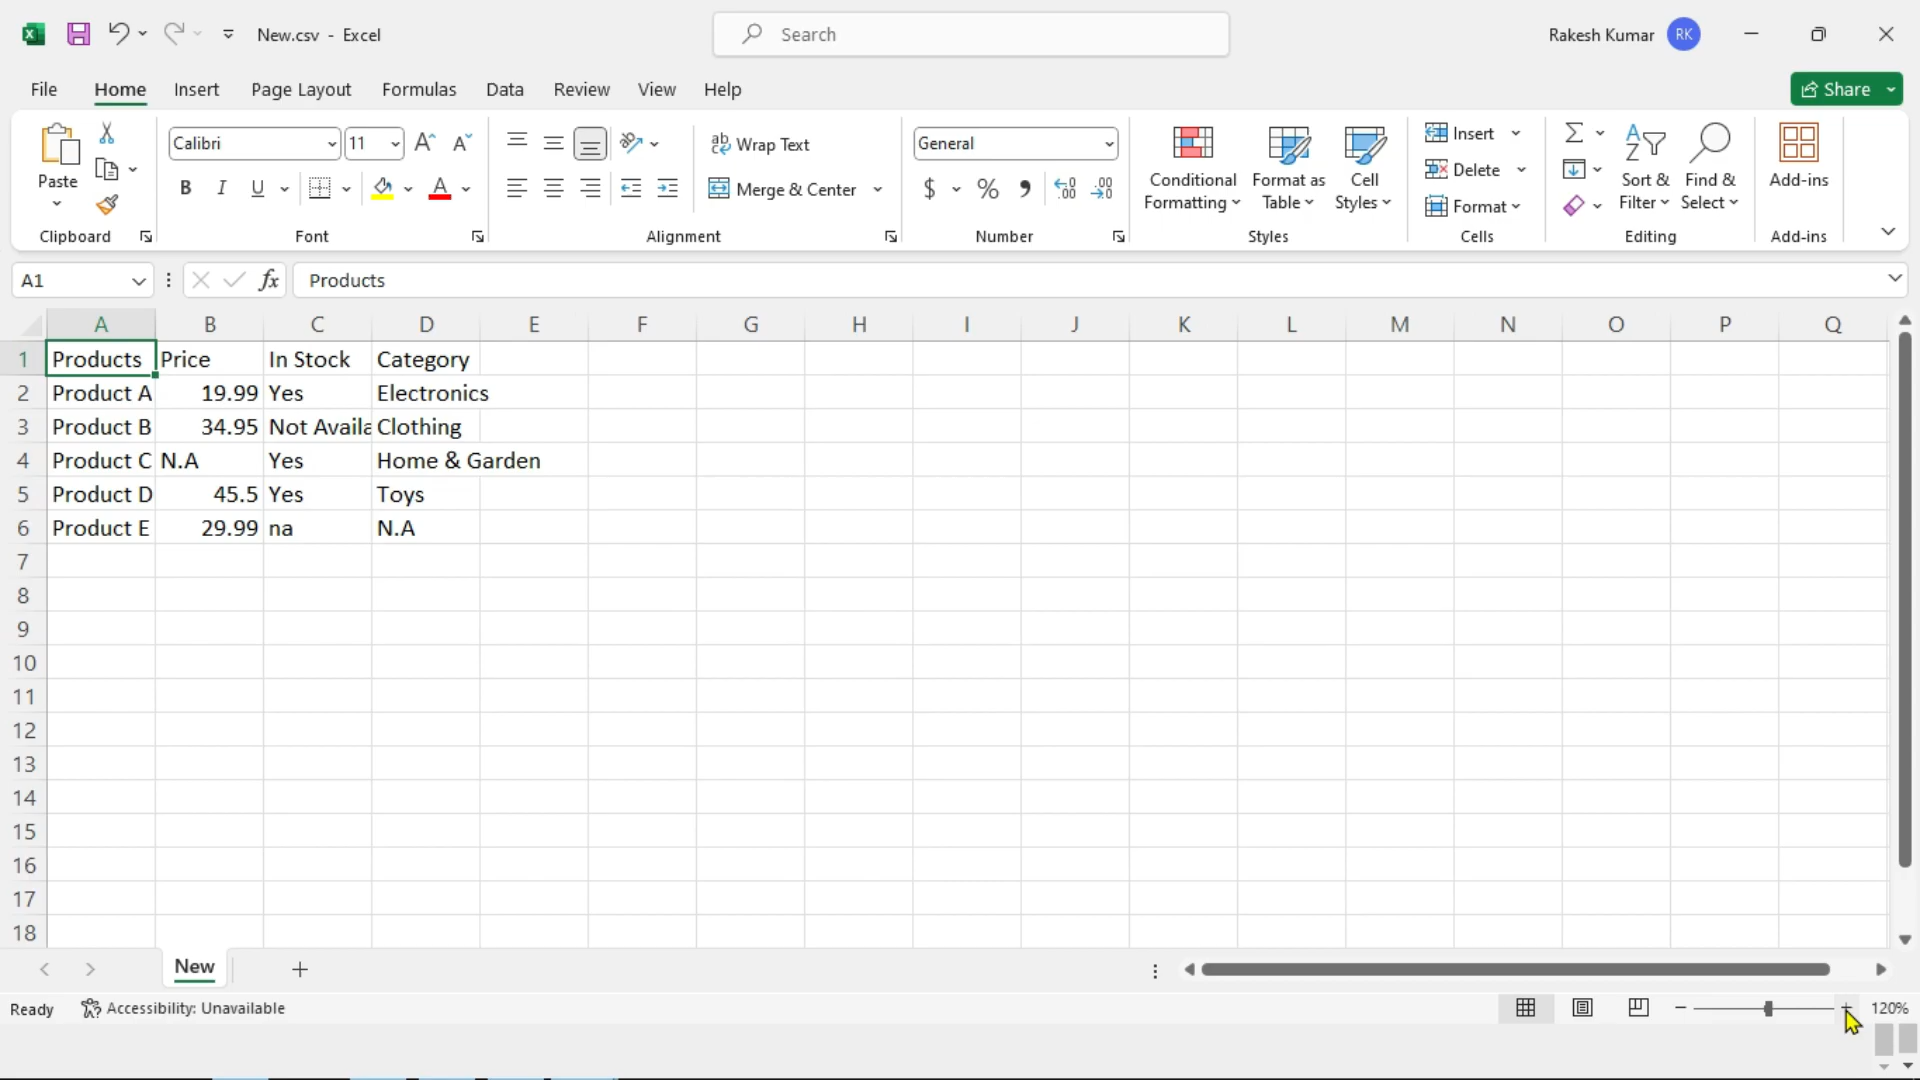 New.csv - Excel
Search
Rakesh Kumar RK
File Home Insert Page Layout Formulas Data Review View Help
Share
Paste
Clipboard
Calibri 11
B I U A
Font
ab Wrap Text
Merge & Center
Alignment
General
$ % ,
Number
Conditional Formatting
Format as Table
Cell Styles
Styles
Insert
Delete
Format
Cells
Sort & Filter
Find & Select
Editing
Add-ins
Add-ins
A1 fx Products
A B C D E F G H I J K L M N O P Q
1 Products Price In Stock Category
2 Product A 19.99 Yes Electronics
3 Product B 34.95 Not Availa Clothing
4 Product C N.A Yes Home & Garden
5 Product D 45.5 Yes Toys
6 Product E 29.99 na N.A
7
8
9
10
11
12
13
14
15
16
17
18
New
Ready Accessibility: Unavailable 120%